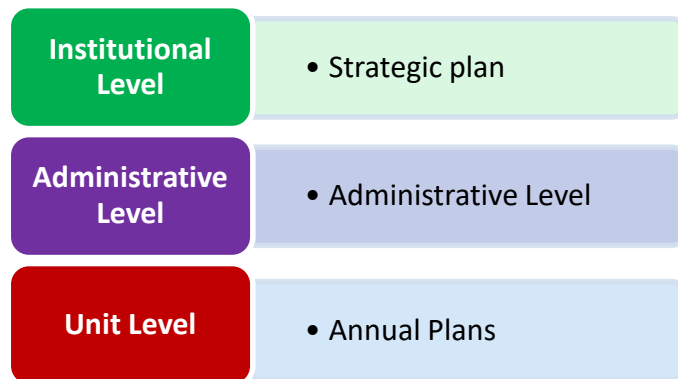 Institutional
Level
• Strategic plan
Administrative
Level
• Administrative Level
Unit Level
• Annual Plans